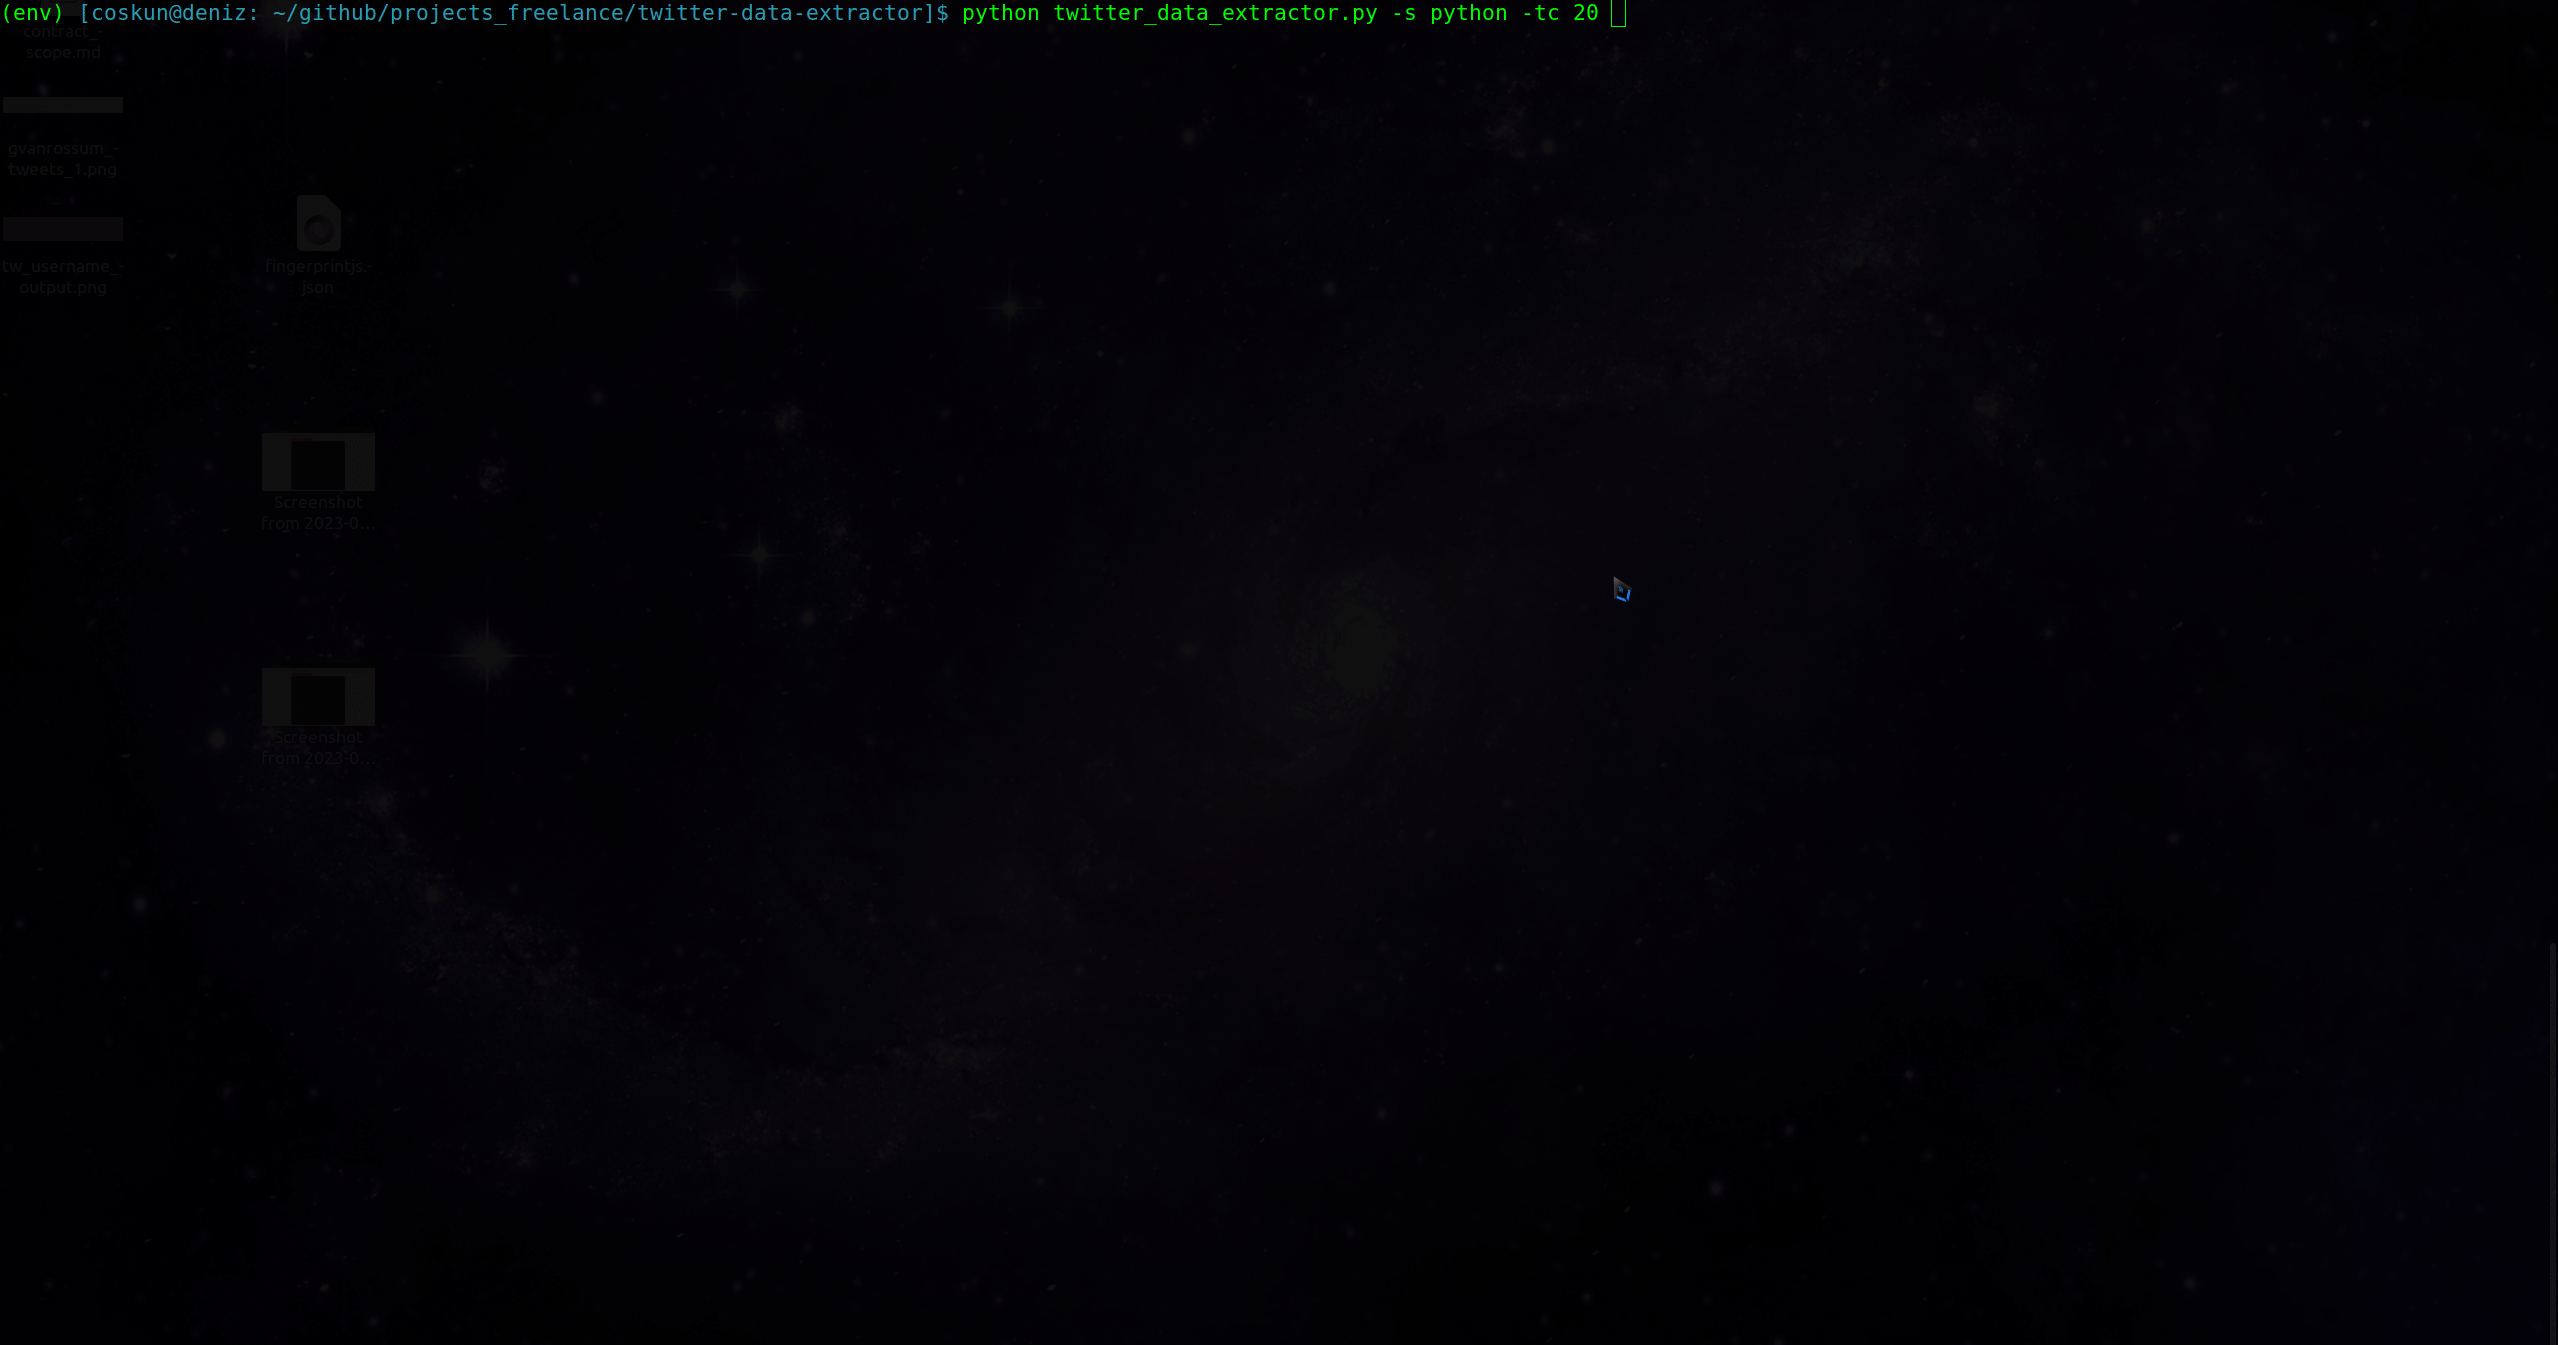 (env) [coskun@deniz: ~/github/projects_freelance/twitter-data-extractor]$ python twitter_data_extractor.py -s python -tc 20
contract_-
scope.md
gvanrossum_-
tweets_1.png
tw_username_-
output.png
fingerprintjs.-
json
Screenshot
from 2023-0...
Screenshot
from 2023-0...